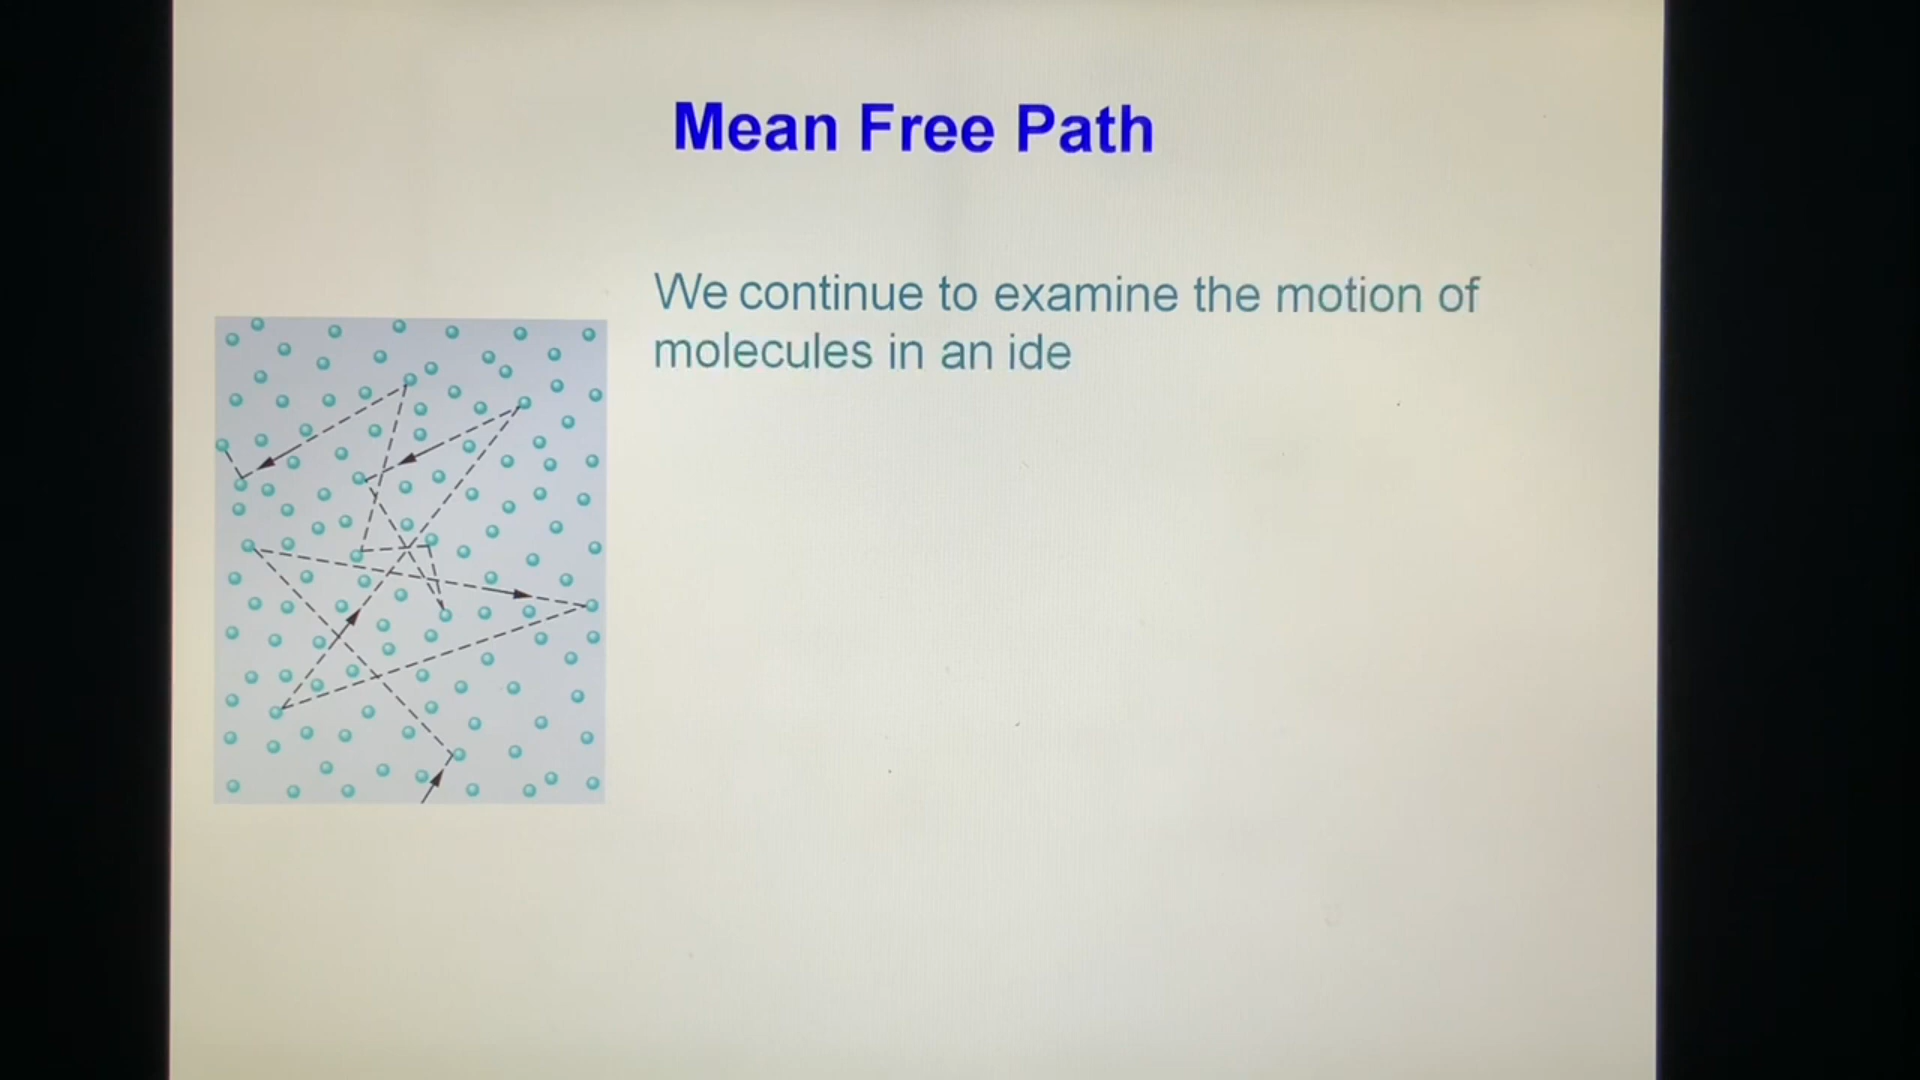 Mean Free Path
We continue to examine the motion of
molecules in an ide